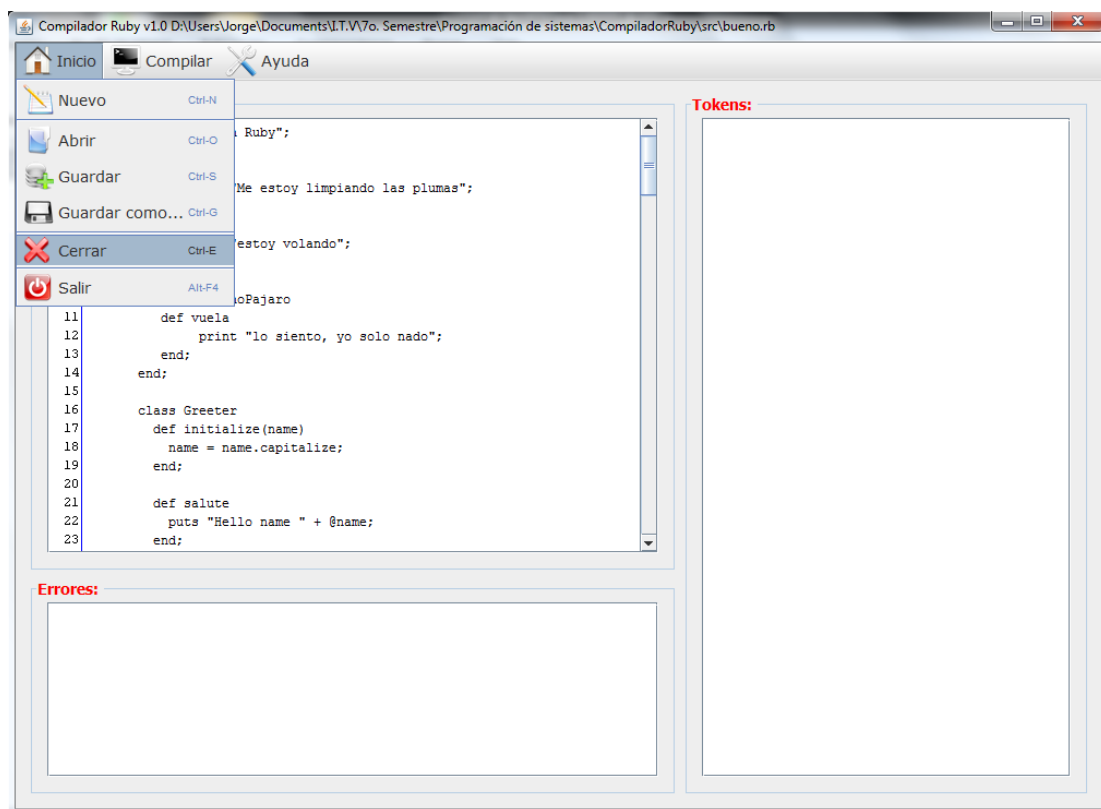 Compilador Ruby v1.0 D:\Users\Jorge\Documents\I.T.V\7o. Semestre\Programación de sistemas\CompiladorRuby\src\bueno.rb
Inicio Compilar Ayuda
Nuevo Ctrl-N
Abrir Ctrl-O
Guardar Ctrl-S
Guardar como... Ctrl-G
Cerrar Ctrl-E
Salir Alt-F4
Ruby";
"Me estoy limpiando las plumas";
"estoy volando";
noPajaro
11 def vuela
12 print "lo siento, yo solo nado";
13 end;
14 end;
15
16 class Greeter
17 def initialize(name)
18 name = name.capitalize;
19 end;
20
21 def salute
22 puts "Hello name " + @name;
23 end;
Tokens:
Errores: